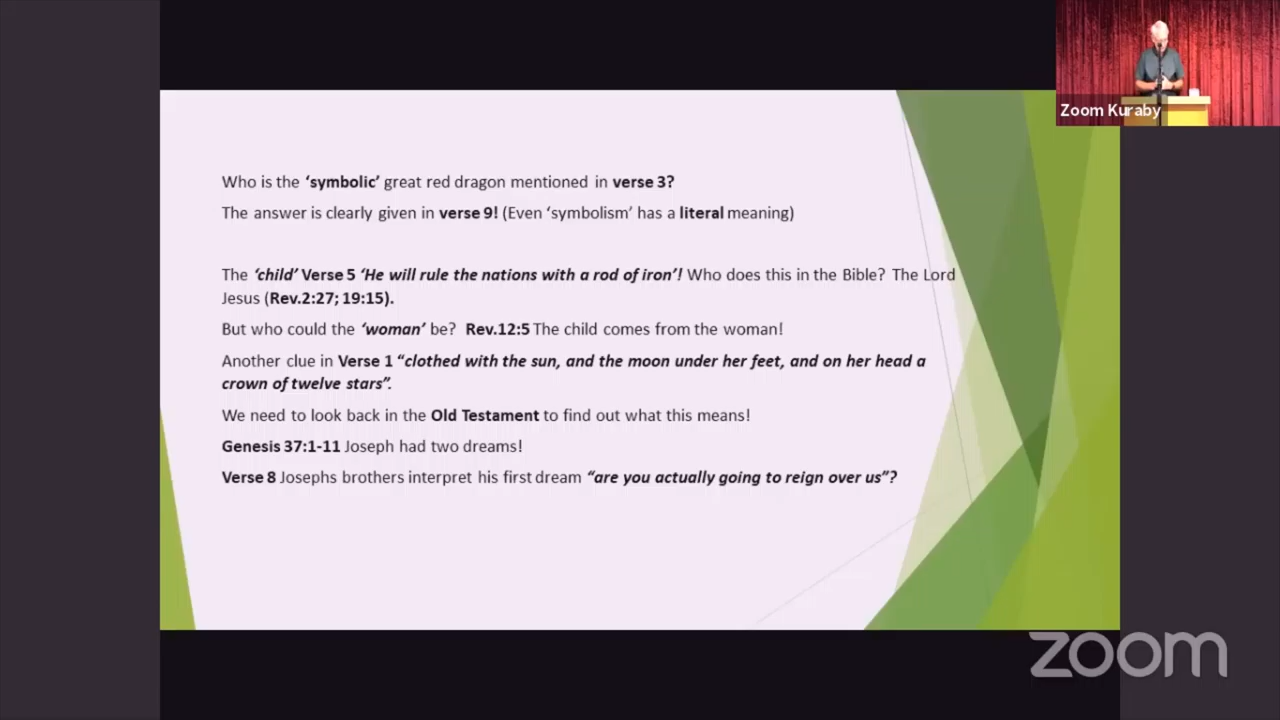 Zoom Kuraby
Who is the ‘symbolic’ great red dragon mentioned in verse 3?
The answer is clearly given in verse 9! (Even ‘symbolism’ has a literal meaning)
The ‘child’ Verse 5 ‘He will rule the nations with a rod of iron’! Who does this in the Bible? The Lord
Jesus (Rev.2:27; 19:15).
But who could the ‘woman’ be? Rev.12:5 The child comes from the woman!
Another clue in Verse 1 “clothed with the sun, and the moon under her feet, and on her head a
crown of twelve stars”.
We need to look back in the Old Testament to find out what this means!
Genesis 37:1-11 Joseph had two dreams!
Verse 8 Josephs brothers interpret his first dream “are you actually going to reign over us”?
zoom